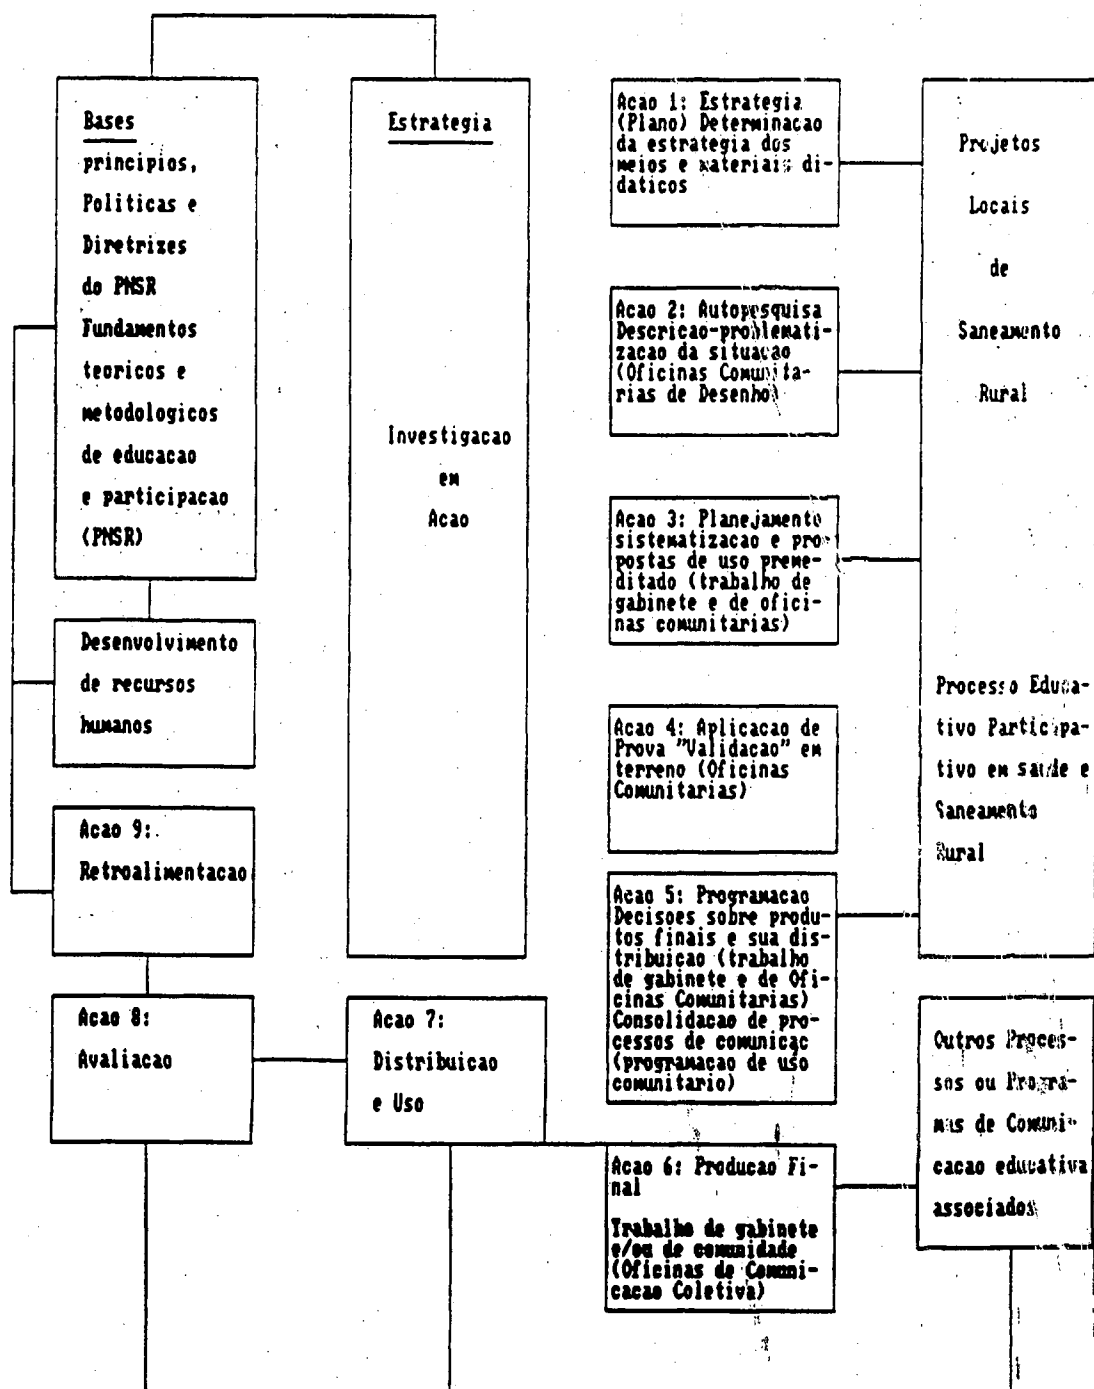 Bases
principios,
Politicas e
Diretrizes
do PNSR
Fundamentos
teoricos e
metodologicos
de educacao
e participacao
(PNSR)
Desenvolvimento
de recursos
humanos
Acao 9:
Retroalimentacao
Acao 8:
Avaliacao
Estrategia
Investigacao
em
Acao
Acao 7:
Distribuicao
e Uso
Acao 1: Estrategia
(Plano) Determinacao
da estrategia dos
meios e materiais di-
daticos
Acao 2: Autopesquisa
Descricao-problemati-
zacao da situacao
(Oficinas Comunita-
rias de Desenho)
Acao 3: Planejamento
sistematizacao e pro
postas de uso preme-
ditado (trabalho de
gabinete e de ofici-
nas comunitarias)
Acao 4: Aplicacao de
Prova "Validacao" em
terreno (Oficinas
Comunitarias)
Acao 5: Programacao
Decisoes sobre produ-
tos finais e sua dis-
tribuicao (trabalho
de gabinete e de Ofi-
cinas Comunitarias)
Consolidacao de pro-
cessos de comunicac
(programacao de uso
comunitario)
Acao 6: Producao Fi-
nal
Trabalho de gabinete
e/ou de comunidade
(Oficinas de Comuni-
cacao Coletiva)
Projetos
Locais
de
Saneamento
Rural
Processo Educa-
tivo Participa-
tivo em saude e
Saneamento
Rural
Outros Proces-
sos ou Progra-
mas de Comuni-
cacao educativa
associados